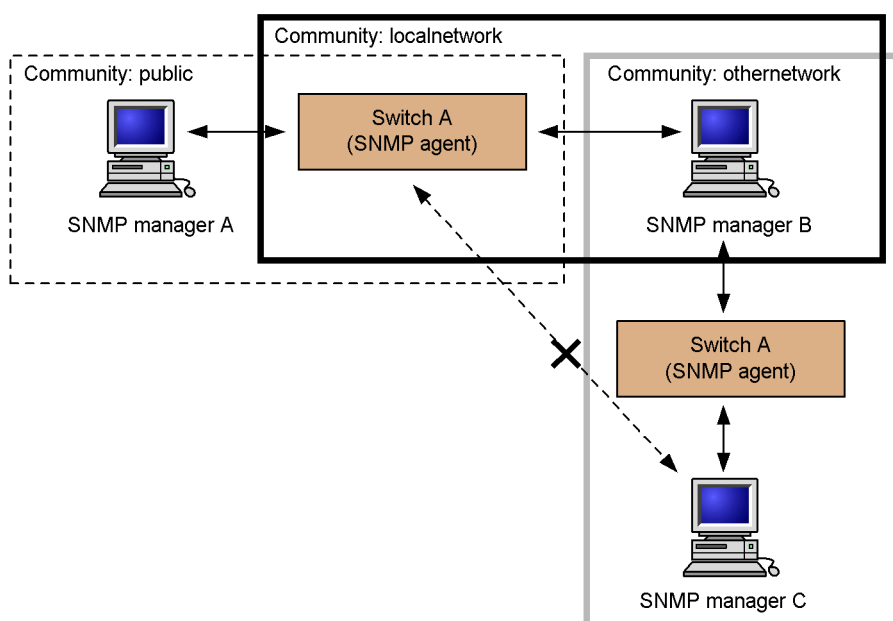 Community: localnetwork
Community: public
Community: othernetwork
Switch A
(SNMP agent)
SNMP manager A
SNMP manager B
Switch A
(SNMP agent)
SNMP manager C